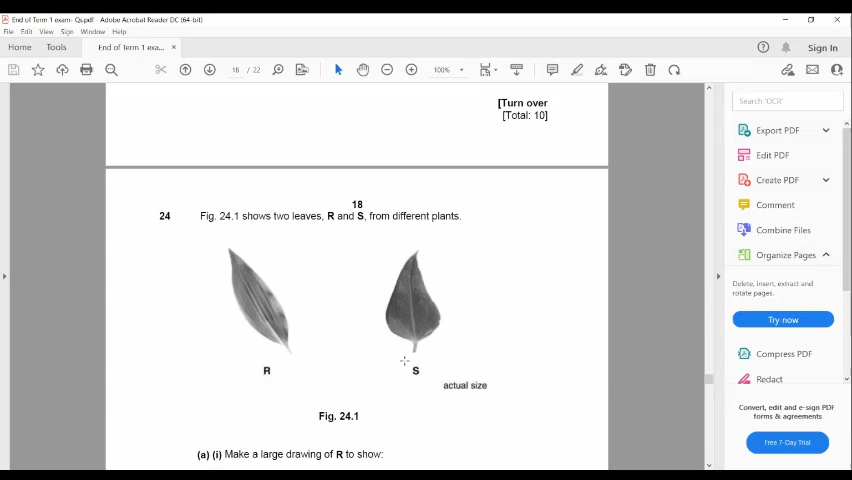 End of Term 1 exam- Qs.pdf - Adobe Acrobat Reader DC (64-bit)
File Edit View Sign Window Help
Home Tools End of Term 1 exa... × Sign In
18 / 22 100%
[Turn over
[Total: 10]
18
24 Fig. 24.1 shows two leaves, R and S, from different plants.
R S
actual size
Fig. 24.1
(a) (i) Make a large drawing of R to show:
Search 'OCR'
Export PDF
Edit PDF
Create PDF
Comment
Combine Files
Organize Pages
Delete, insert, extract and
rotate pages.
Try now
Compress PDF
Redact
Convert, edit and e-sign PDF
forms & agreements
Free 7-Day Trial